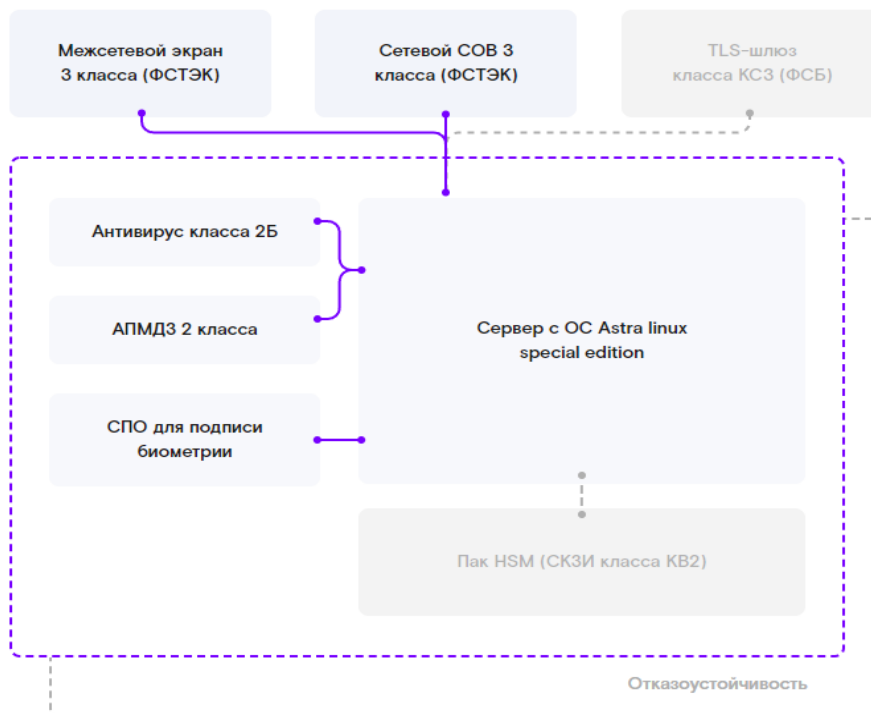 Межсетевой экран
3 класса (ФСТЭК)
Сетевой СОВ 3
класса (ФСТЭК)
TLS-шлюз
класса КС3 (ФСБ)
Антивирус класса 2Б
АПМДЗ 2 класса
СПО для подписи
биометрии
Сервер с ОС Astra linux
special edition
Пак HSM (СКЗИ класса КВ2)
Отказоустойчивость